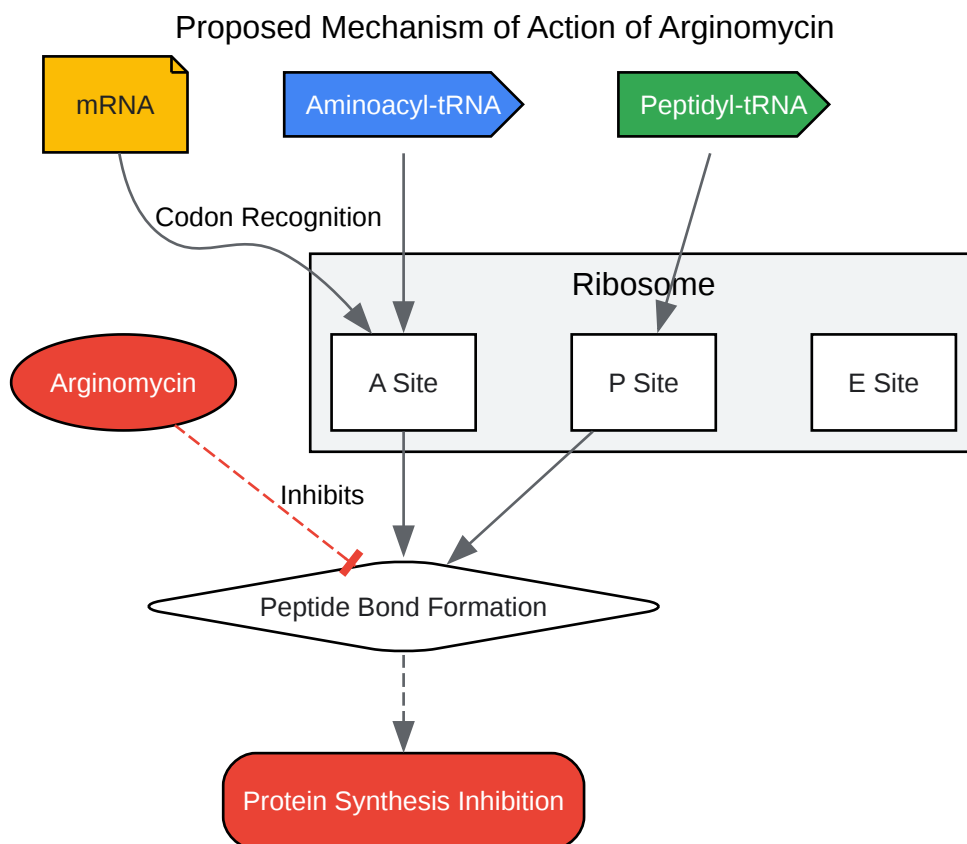 Proposed Mechanism of Action of Arginomycin
mRNA
Aminoacyl-tRNA
Peptidyl-tRNA
Codon Recognition
Ribosome
Arginomycin
A Site
P Site
E Site
Inhibits
Peptide Bond Formation
Protein Synthesis Inhibition